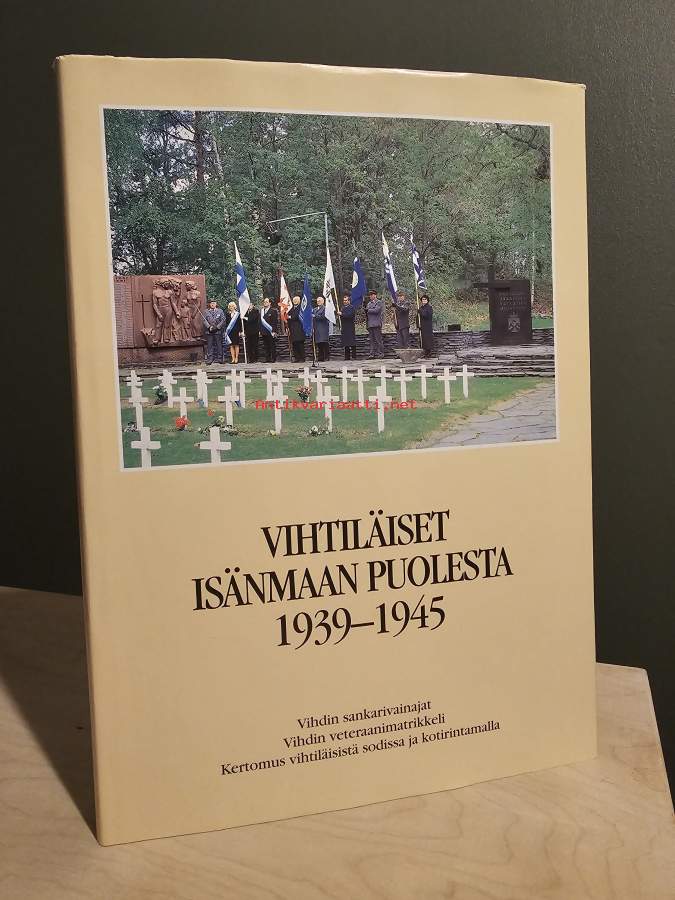 antikvariaatti.net
VIHTILÄISET
ISÄNMAAN PUOLESTA
1939–1945
Vihdin sankarivainajat
Vihdin veteraanimatrikkeli
Kertomus vihtiläisistä sodissa ja kotirintamalla